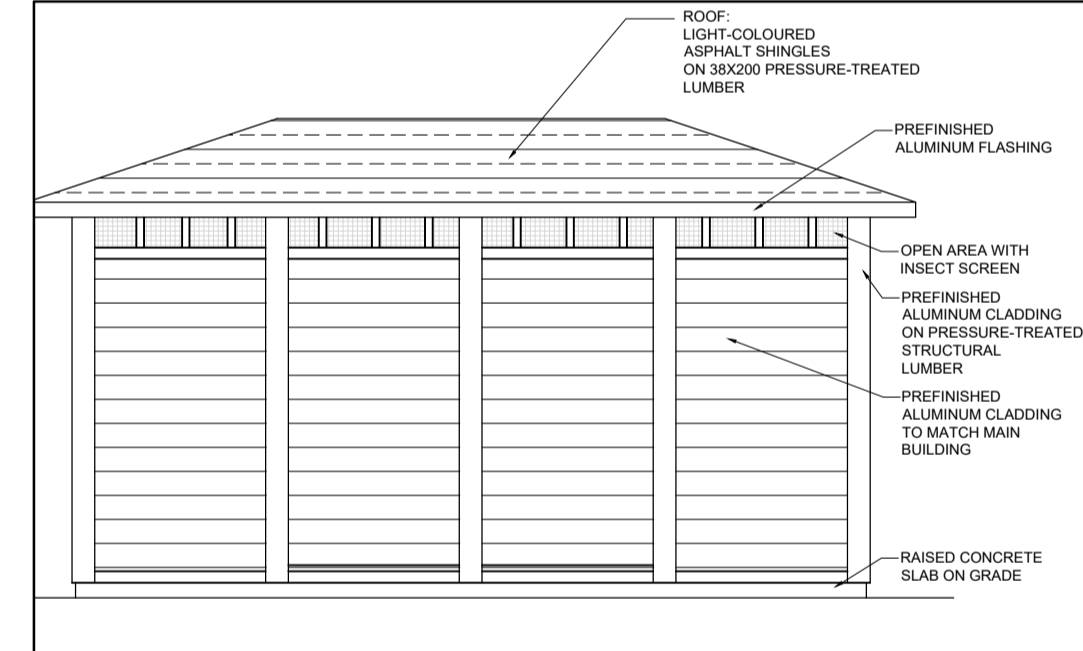 ROOF:
LIGHT-COLOURED
ASPHALT SHINGLES
ON 38X200 PRESSURE-TREATED
LUMBER
PREFINISHED
ALUMINUM FLASHING
OPEN AREA WITH
INSECT SCREEN
PREFINISHED
ALUMINUM CLADDING
ON PRESSURE-TREATED
STRUCTURAL
LUMBER
PREFINISHED
ALUMINUM CLADDING
TO MATCH MAIN
BUILDING
RAISED CONCRETE
SLAB ON GRADE